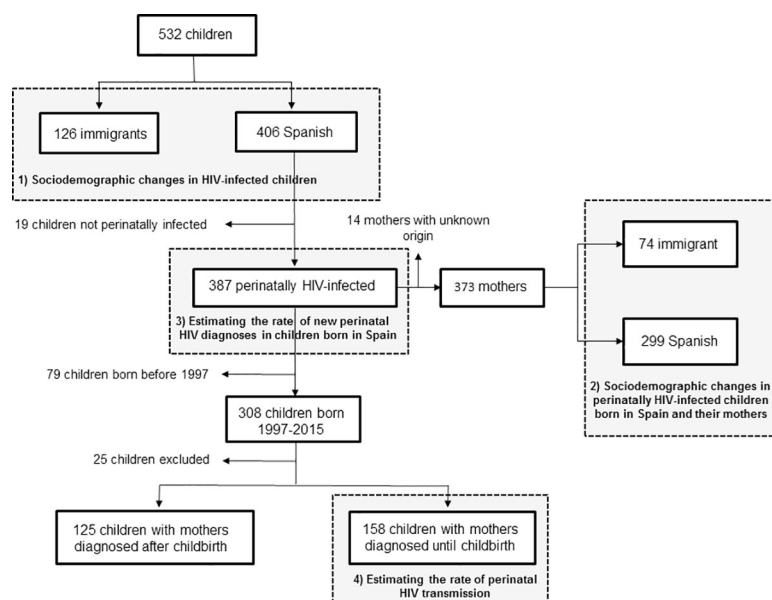 532 children
126 immigrants
406 Spanish
1) Sociodemographic changes in HIV-infected children
19 children not perinatally infected
14 mothers with unknown
origin
387 perinatally HIV-infected
373 mothers
74 immigrant
299 Spanish
3) Estimating the rate of new perinatal
HIV diagnoses in children born in Spain
2) Sociodemographic changes in
perinatally HIV-infected children
born in Spain and their mothers
79 children born before 1997
308 children born
1997-2015
25 children excluded
125 children with mothers
diagnosed after childbirth
158 children with mothers
diagnosed until childbirth
4) Estimating the rate of perinatal
HIV transmission